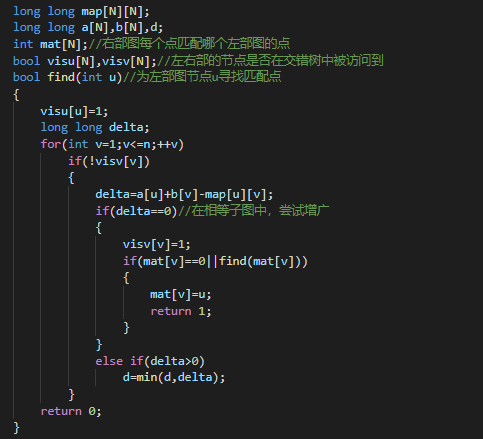 long long map[N][N];
long long a[N],b[N],d;
int mat[N];//右部图每个点匹配哪个左部图的点
bool visu[N],visv[N];//左右部的节点是否在交错树中被访问到
bool find(int u)//为左部图节点u寻找匹配点
{
    visu[u]=1;
    long long delta;
    for(int v=1;v<=n;++v)
        if(!visv[v])
        {
            delta=a[u]+b[v]-map[u][v];
            if(delta==0)//在相等子图中，尝试增广
            {
                visv[v]=1;
                if(mat[v]==0||find(mat[v]))
                {
                    mat[v]=u;
                    return 1;
                }
            }
            else if(delta>0)
                d=min(d,delta);
        }
    return 0;
}